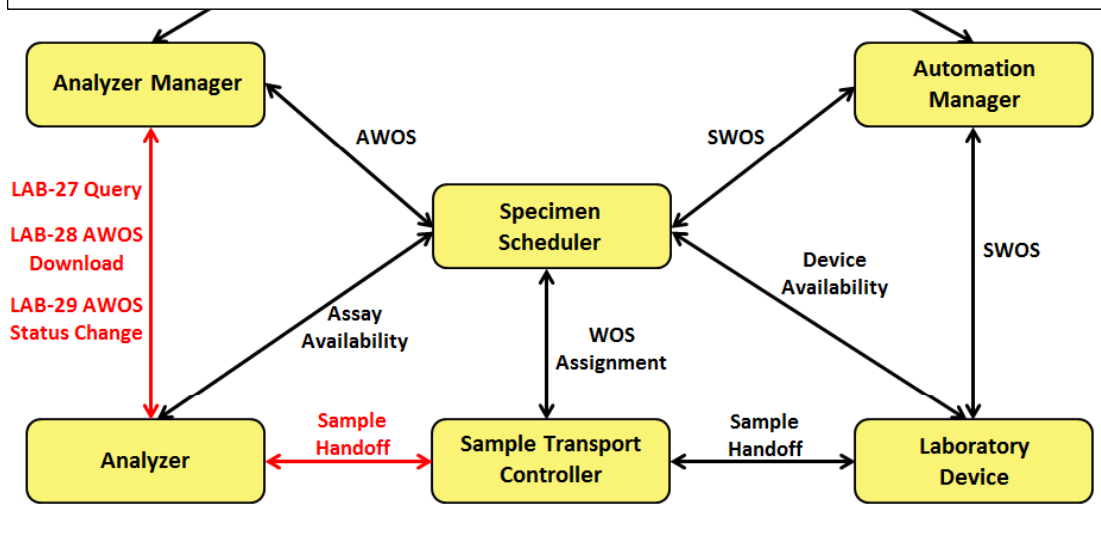 Analyzer Manager
Automation
Manager
AWOS
SWOS
LAB-27 Query
LAB-28 AWOS
Download
LAB-29 AWOS
Status Change
Specimen
Scheduler
SWOS
Device
Availability
Assay
Availability
WOS
Assignment
Analyzer
Sample
Handoff
Sample Transport
Controller
Sample
Handoff
Laboratory
Device